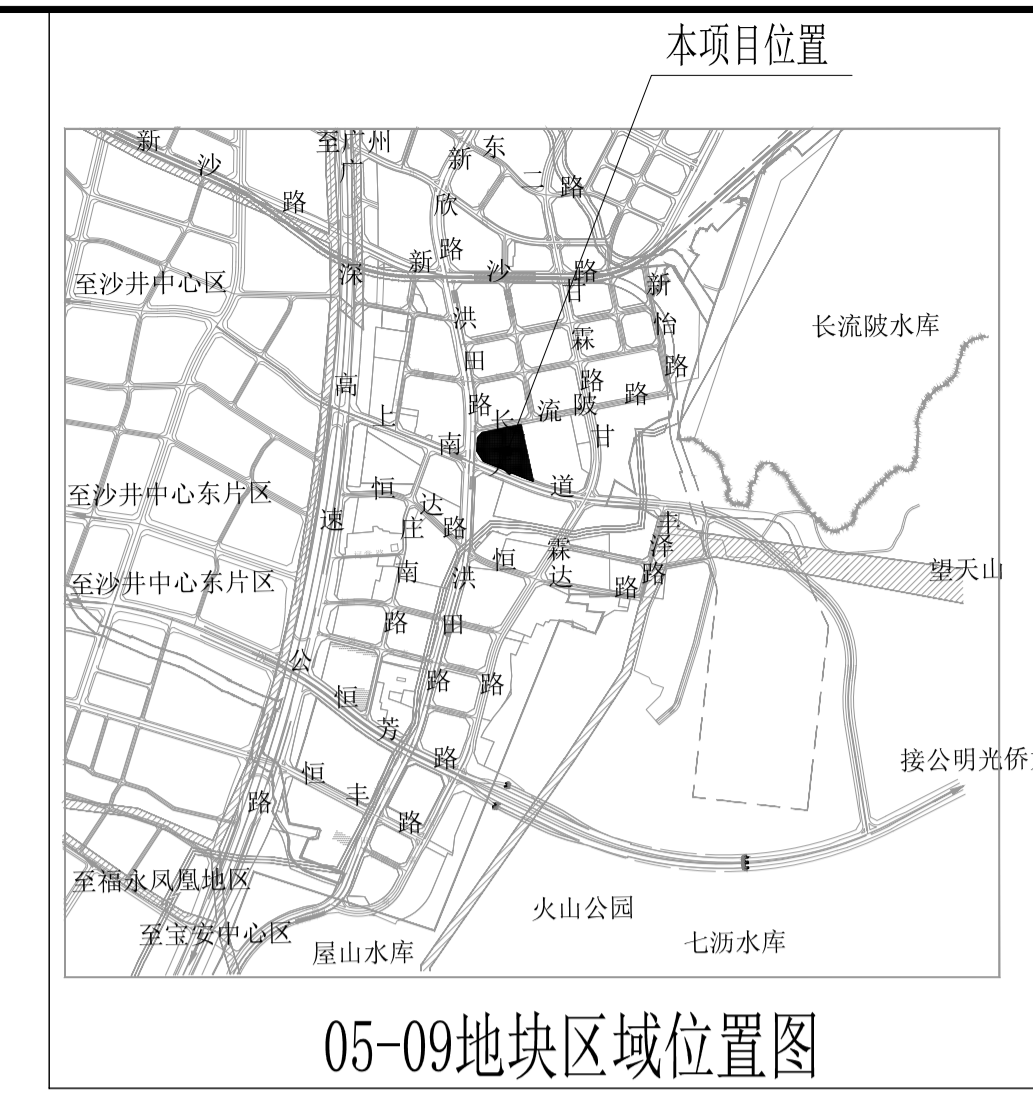 本项目位置
至广州
新沙路
新欣路
新东二路
广深高速公路
新沙路
至沙井中心区
洪田路
甘霖路
新怡路
长流陂水库
长流陂路
上南大道
甘霖路
至沙井中心东片区
恒达路
庄南路
恒达路
丰泽路
望天山
至沙井中心东片区
洪田路
恒芳路
接公明光侨
恒丰路
至福永凤凰地区
火山公园
至宝安中心区
屋山水库
七沥水库
05-09地块区域位置图